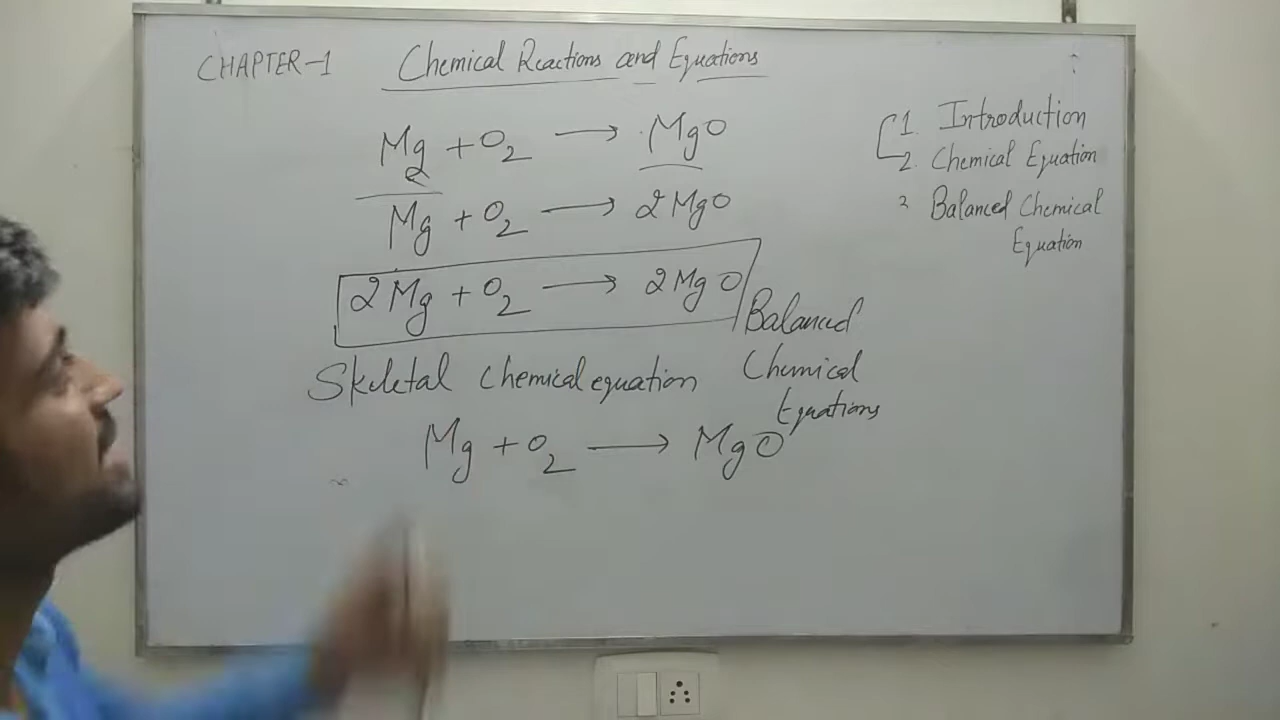 CHAPTER-1 Chemical Reactions and Equations
Mg + O2 → MgO
2
Mg + O2 → 2MgO
2Mg + O2 → 2MgO
Balanced
Chemical
Equations
Skeletal chemical equation
Mg + O2 → MgO
1. Introduction
2. Chemical Equation
Balanced Chemical
Equation